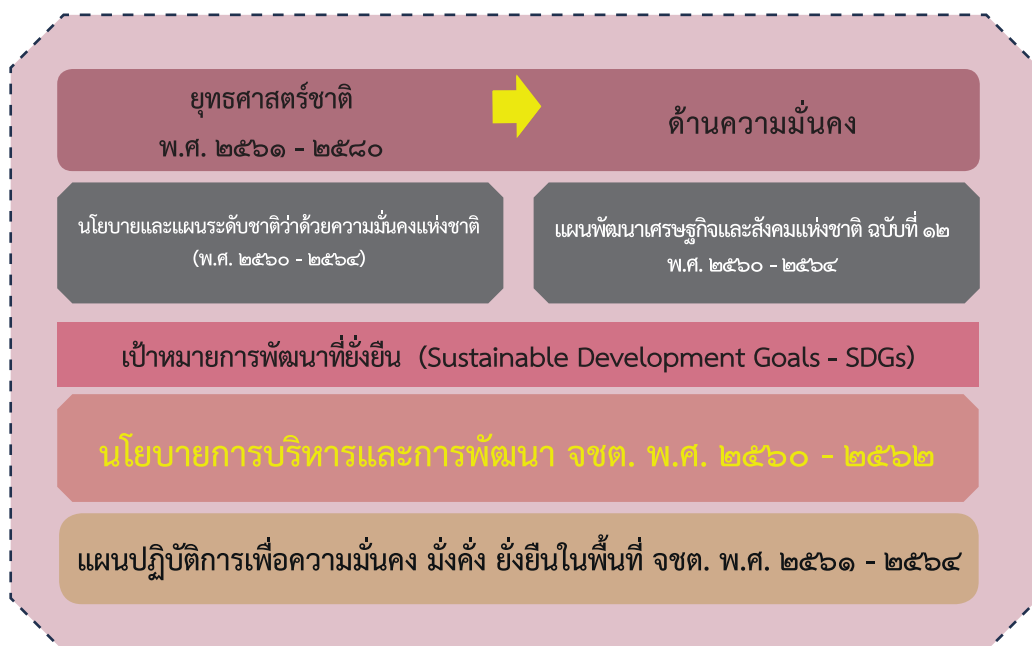 ยุทธศาสตร์ชาติ
พ.ศ. ๒๕๖๑ - ๒๕๘๐
ด้านความมั่นคง
นโยบายและแผนระดับชาติว่าด้วยความมั่นคงแห่งชาติ
(พ.ศ. ๒๕๖๐ - ๒๕๖๔)
แผนพัฒนาเศรษฐกิจและสังคมแห่งชาติ ฉบับที่ ๑๒
พ.ศ. ๒๕๖๐ - ๒๕๖๔
เป้าหมายการพัฒนาที่ยั่งยืน (Sustainable Development Goals - SDGs)
นโยบายการบริหารและการพัฒนา จชต. พ.ศ. ๒๕๖๐ - ๒๕๖๒
แผนปฏิบัติการเพื่อความมั่นคง มั่งคั่ง ยั่งยืนในพื้นที่ จชต. พ.ศ. ๒๕๖๑ - ๒๕๖๔